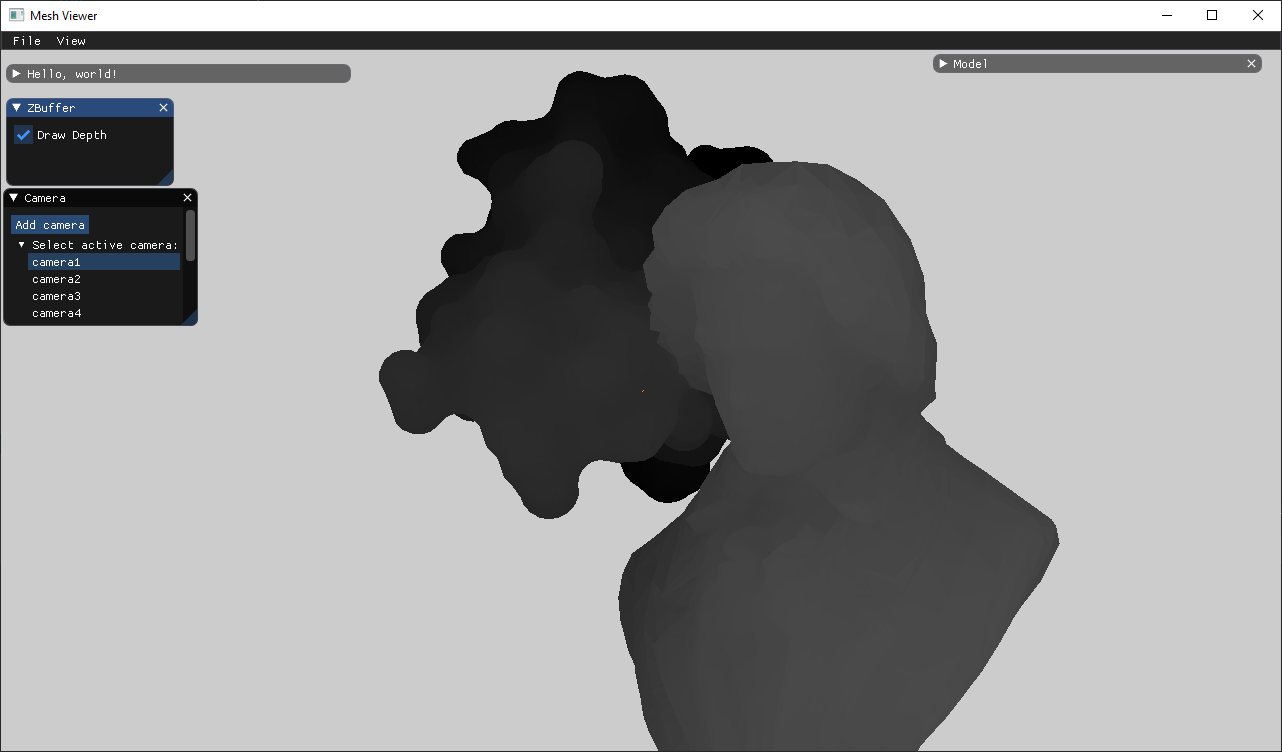 Mesh Viewer
File View
Hello, world!
Model
ZBuffer
Draw Depth
Camera
Add camera
Select active camera:
camera1
camera2
camera3
camera4